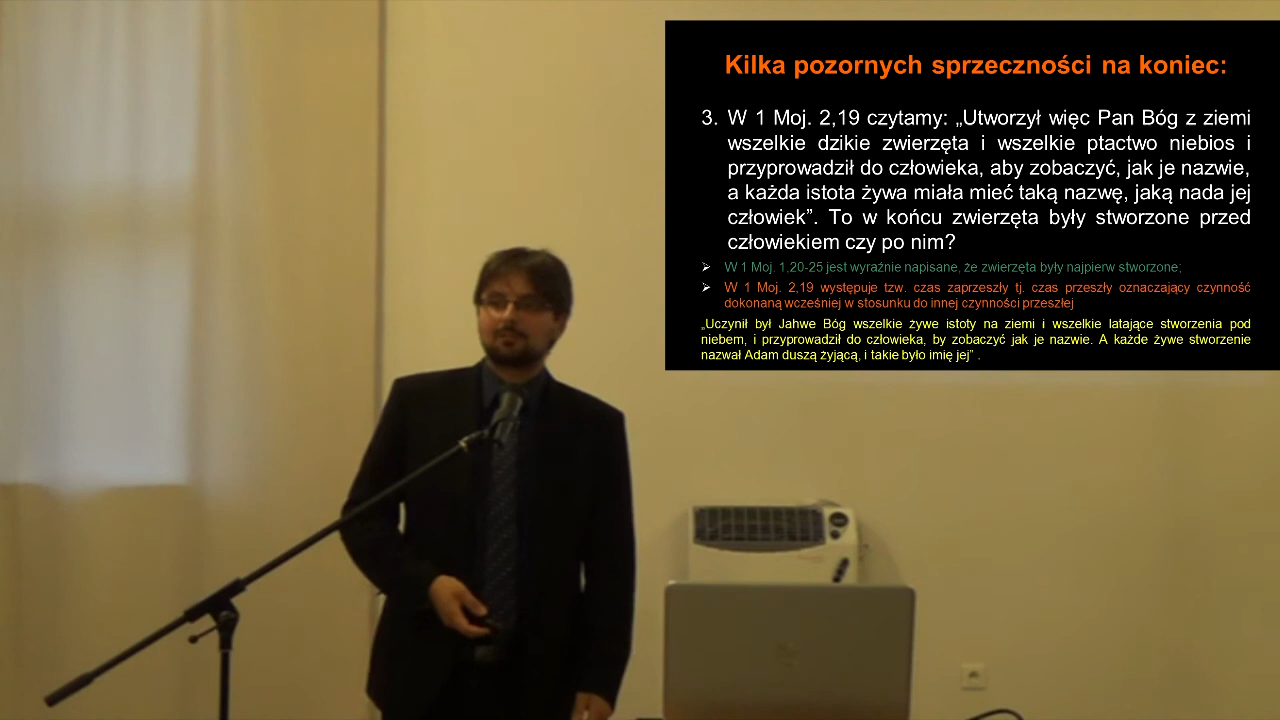 Kilka pozornych sprzeczności na koniec:
3. W 1 Moj. 2,19 czytamy: „Utworzył więc Pan Bóg z ziemi
wszelkie dzikie zwierzęta i wszelkie ptactwo niebios i
przyprowadził do człowieka, aby zobaczyć, jak je nazwie,
a każda istota żywa miała mieć taką nazwę, jaką nada jej
człowiek”. To w końcu zwierzęta były stworzone przed
człowiekiem czy po nim?
➢ W 1 Moj. 1,20-25 jest wyraźnie napisane, że zwierzęta były najpierw stworzone;
➢ W 1 Moj. 2,19 występuje tzw. czas zaprzeszły tj. czas przeszły oznaczający czynność
dokonaną wcześniej w stosunku do innej czynności przeszłej
„Uczynił był Jahwe Bóg wszelkie żywe istoty na ziemi i wszelkie latające stworzenia pod
niebem, i przyprowadził do człowieka, by zobaczyć jak je nazwie. A każde żywe stworzenie
nazwał Adam duszą żyjącą, i takie było imię jej” .